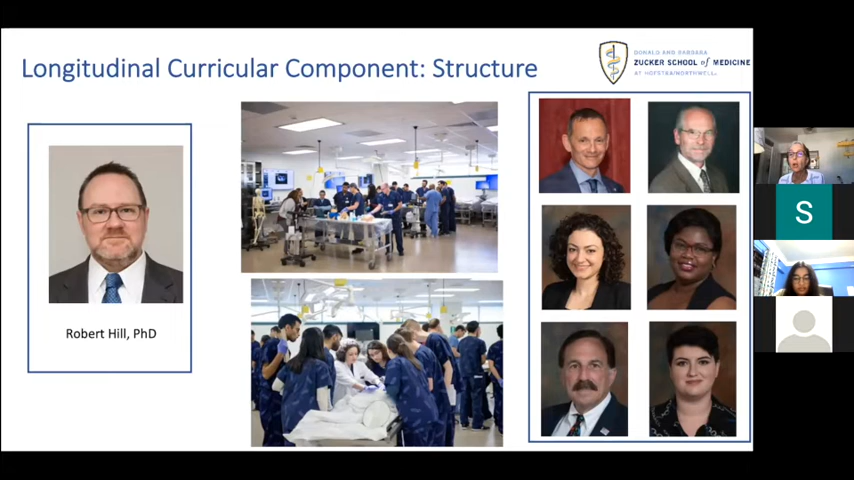 Longitudinal Curricular Component: Structure
DONALD AND BARBARA
ZUCKER SCHOOL of MEDICINE
AT HOFSTRA/NORTHWELL
Robert Hill, PhD
S